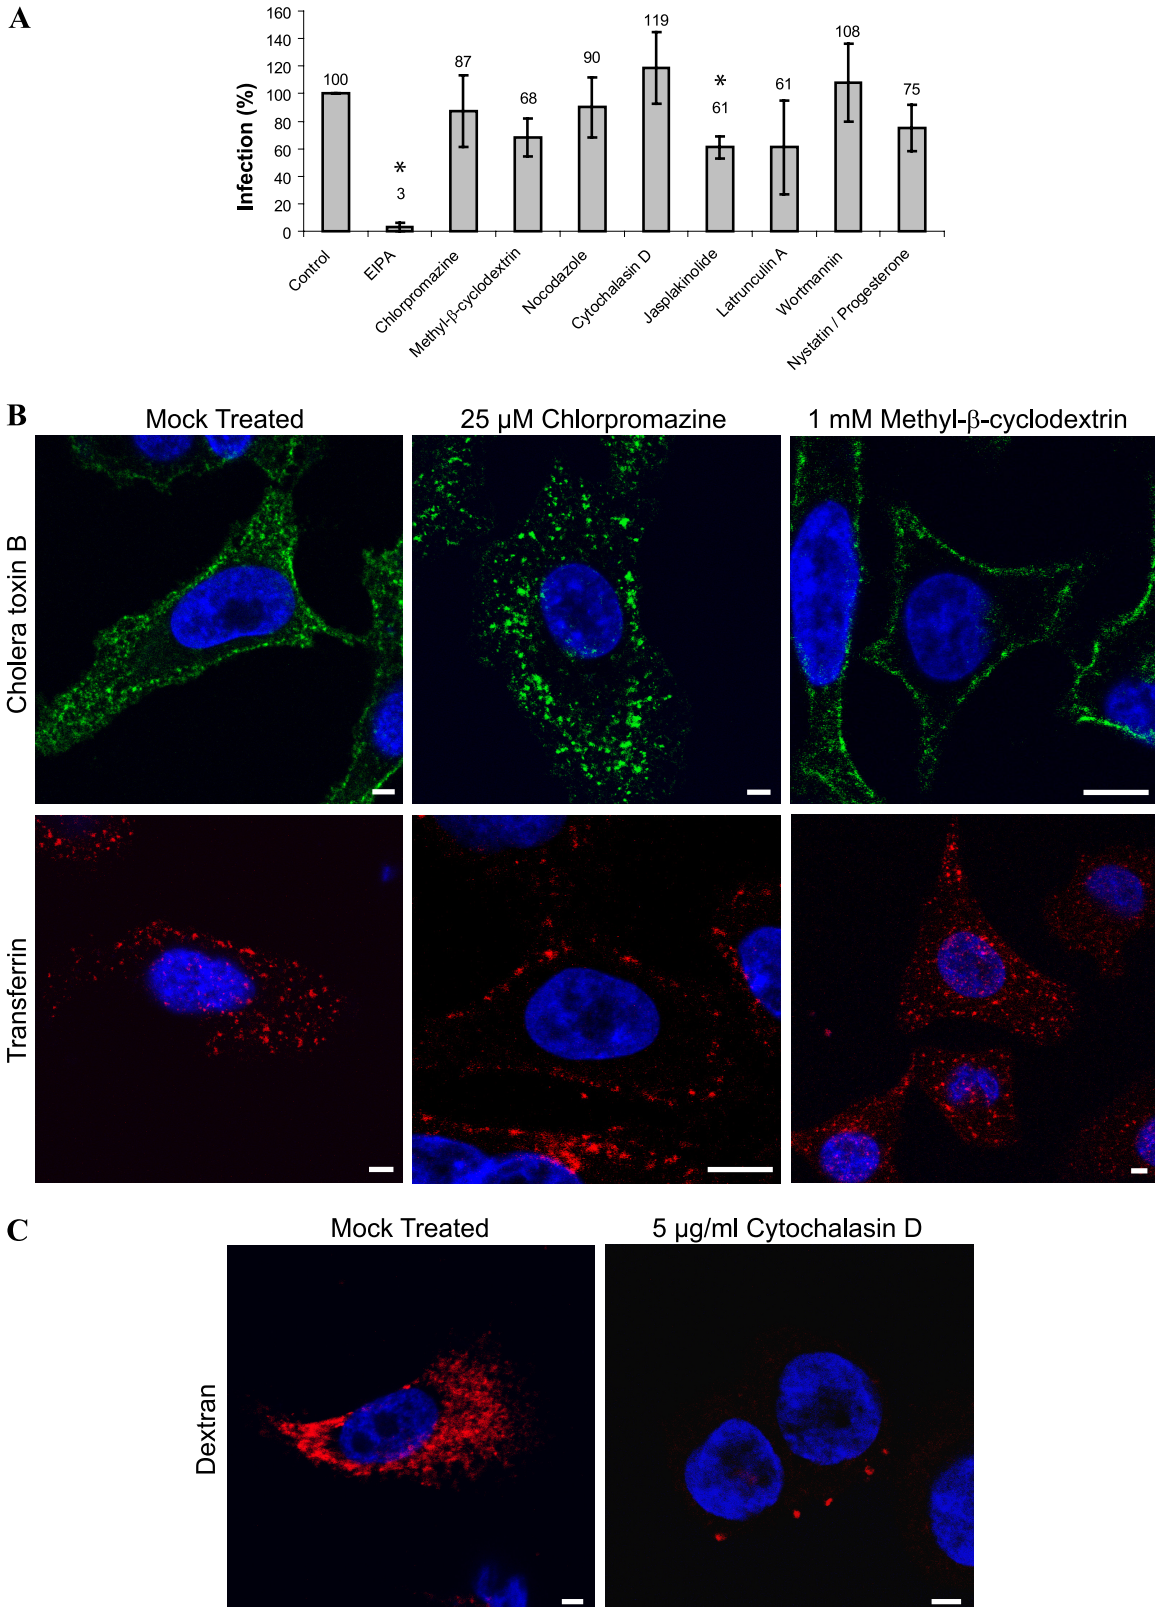 A
Infection (%)
160
140
120
100
80
60
40
20
0
100
*
3
87
68
90
119
*
61
61
108
75
Control
EIPA
Chlorpromazine
Methyl-β-cyclodextrin
Nocodazole
Cytochalasin D
Jasplakinolide
Latrunculin A
Wortmannin
Nystatin / Progesterone
B
Mock Treated
25 µM Chlorpromazine
1 mM Methyl-β-cyclodextrin
Cholera toxin B
Transferrin
C
Mock Treated
5 µg/ml Cytochalasin D
Dextran